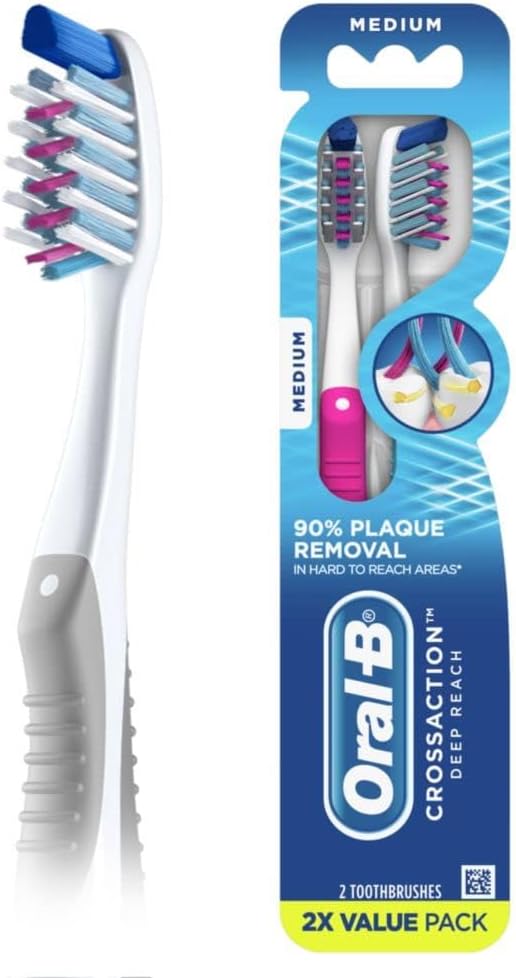 MEDIUM
MEDIUM
90% PLAQUE
REMOVAL
IN HARD TO REACH AREAS*
Oral-B®
CROSSACTION™
DEEP REACH
2 TOOTHBRUSHES
2X VALUE PACK